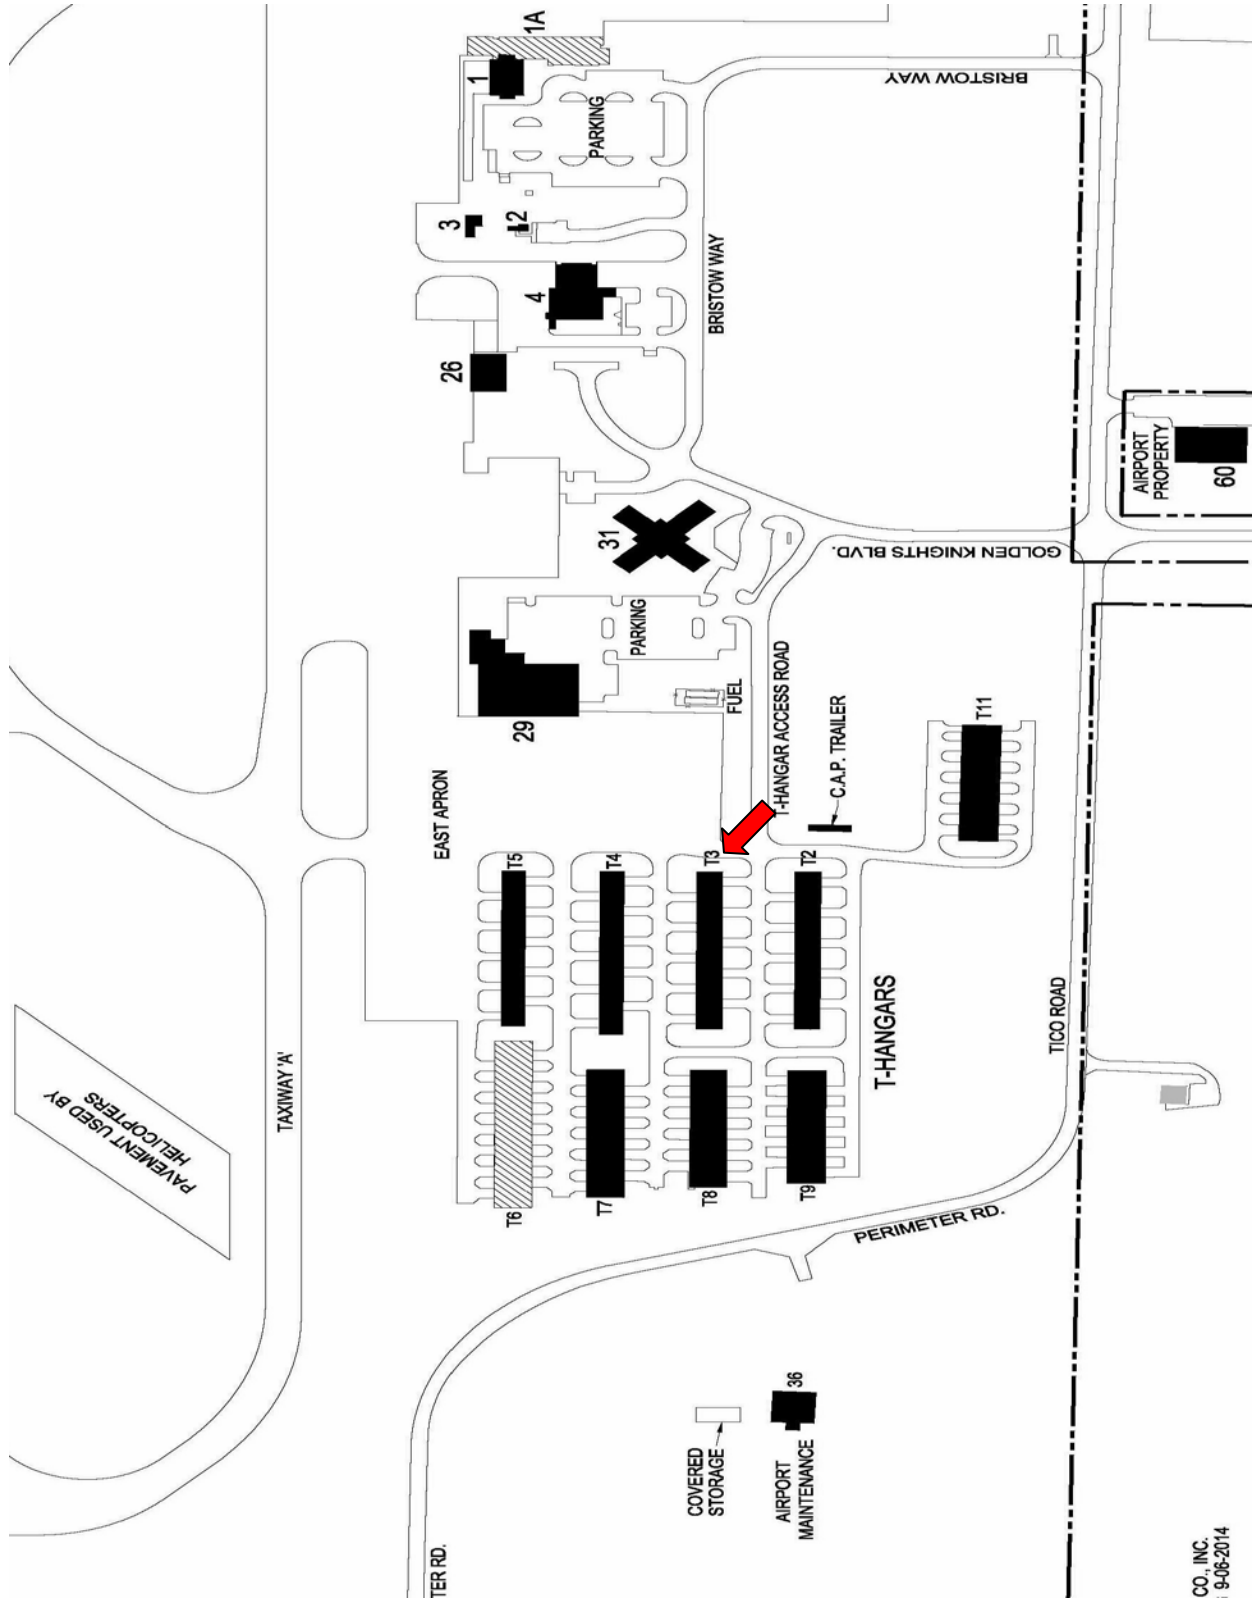 1A
1
PARKING
BRISTOW WAY
3
2
4
BRISTOW WAY
26
AIRPORT
PROPERTY
60
31
GOLDEN KNIGHTS BLVD.
PARKING
29
FUEL
T-HANGAR ACCESS ROAD
C.A.P. TRAILER
T11
EAST APRON
T5
T4
T3
T2
T-HANGARS
TICO ROAD
TAXIWAY 'A'
PAVEMENT USED BY
HELICOPTERS
T6
T7
T8
T9
PERIMETER RD.
COVERED
STORAGE
36
AIRPORT
MAINTENANCE
TER RD.
CO., INC.
9-06-2014